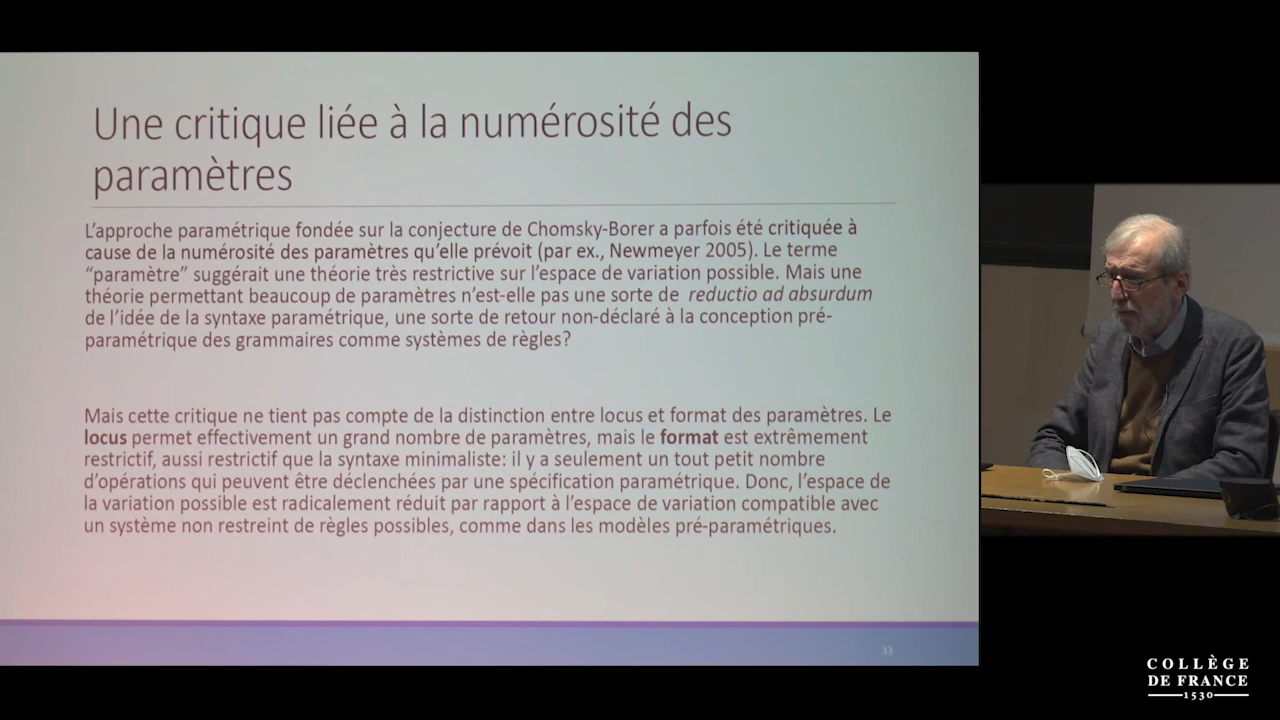 Une critique liée à la numérosité des
paramètres
L’approche paramétrique fondée sur la conjecture de Chomsky-Borer a parfois été critiquée à
cause de la numérosité des paramètres qu’elle prévoit (par ex., Newmeyer 2005). Le terme
“paramètre” suggérait une théorie très restrictive sur l’espace de variation possible. Mais une
théorie permettant beaucoup de paramètres n’est-elle pas une sorte de reductio ad absurdum
de l’idée de la syntaxe paramétrique, une sorte de retour non-déclaré à la conception pré-
paramétrique des grammaires comme systèmes de règles?
Mais cette critique ne tient pas compte de la distinction entre locus et format des paramètres. Le
locus permet effectivement un grand nombre de paramètres, mais le format est extrêmement
restrictif, aussi restrictif que la syntaxe minimaliste: il y a seulement un tout petit nombre
d’opérations qui peuvent être déclenchées par une spécification paramétrique. Donc, l’espace de
la variation possible est radicalement réduit par rapport à l’espace de variation compatible avec
un système non restreint de règles possibles, comme dans les modèles pré-paramétriques.
33
COLLÈGE
DE FRANCE
1530